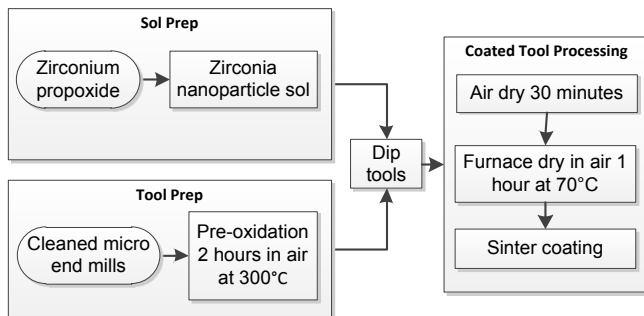 Sol Prep
Zirconium
propoxide
Zirconia
nanoparticle sol
Tool Prep
Cleaned micro
end mills
Pre-oxidation
2 hours in air
at 300°C
Dip
tools
Coated Tool Processing
Air dry 30 minutes
Furnace dry in air 1
hour at 70°C
Sinter coating